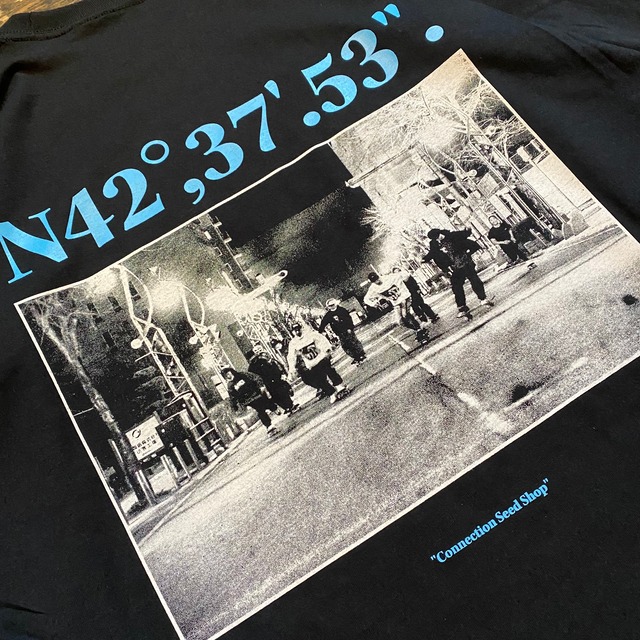 N42°,37'.53".
"Connection Seed Shop"